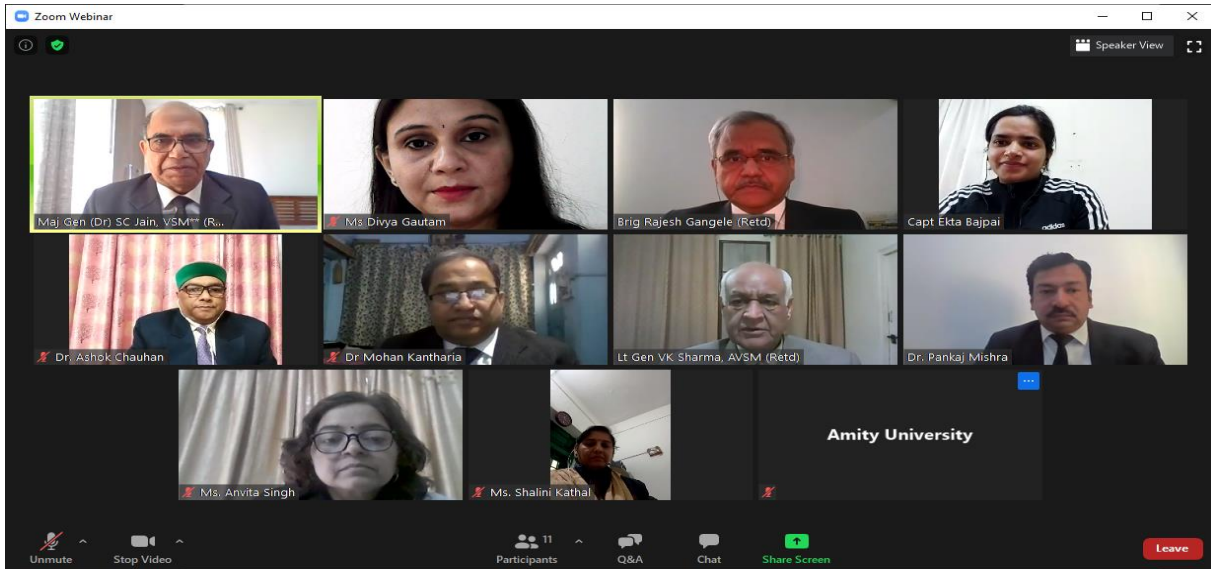 Zoom Webinar
Speaker View
Maj Gen (Dr) SC Jain, VSM** (R...
Ms Divya Gautam
Brig Rajesh Gangele (Retd)
Capt Ekta Bajpai
adidas
Dr. Ashok Chauhan
Dr Mohan Kantharia
Lt Gen VK Sharma, AVSM (Retd)
Dr. Pankaj Mishra
Ms. Anvita Singh
Ms. Shalini Kathal
Amity University
Unmute
Stop Video
Participants
11
Q&A
Chat
Share Screen
Leave